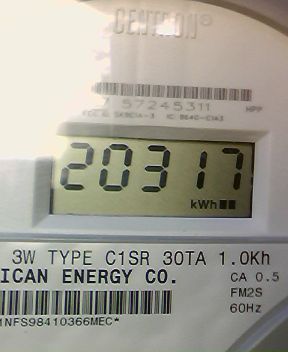 CENTRON®
57245311 HPP
20317
kWh
3W TYPE C1SR 30TA 1.0Kh
ICAN ENERGY CO. CA 0.5
FM2S
60Hz
1NFS98410366MEC*